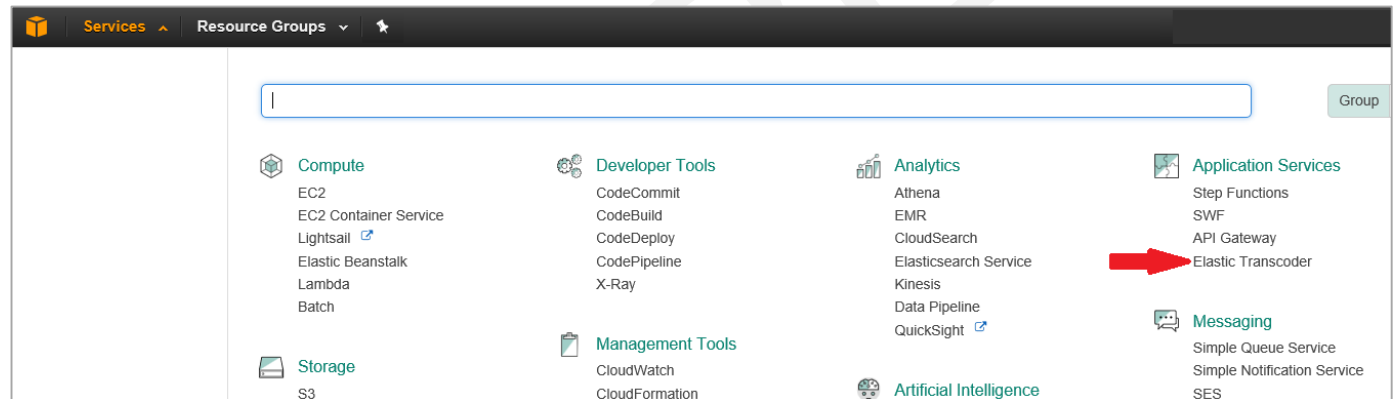 Services Resource Groups
Group
Compute
EC2
EC2 Container Service
Lightsail
Elastic Beanstalk
Lambda
Batch
Storage
S3
Developer Tools
CodeCommit
CodeBuild
CodeDeploy
CodePipeline
X-Ray
Management Tools
CloudWatch
CloudFormation
Analytics
Athena
EMR
CloudSearch
Elasticsearch Service
Kinesis
Data Pipeline
QuickSight
Artificial Intelligence
Application Services
Step Functions
SWF
API Gateway
Elastic Transcoder
Messaging
Simple Queue Service
Simple Notification Service
SES